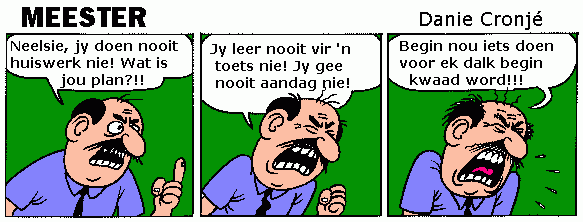 MEESTER
Danie Cronjé
Neelsie, jy doen nooit
huiswerk nie! Wat is
jou plan?!!
Jy leer nooit vir 'n
toets nie! Jy gee
nooit aandag nie!
Begin nou iets doen
voor ek dalk begin
kwaad word!!!